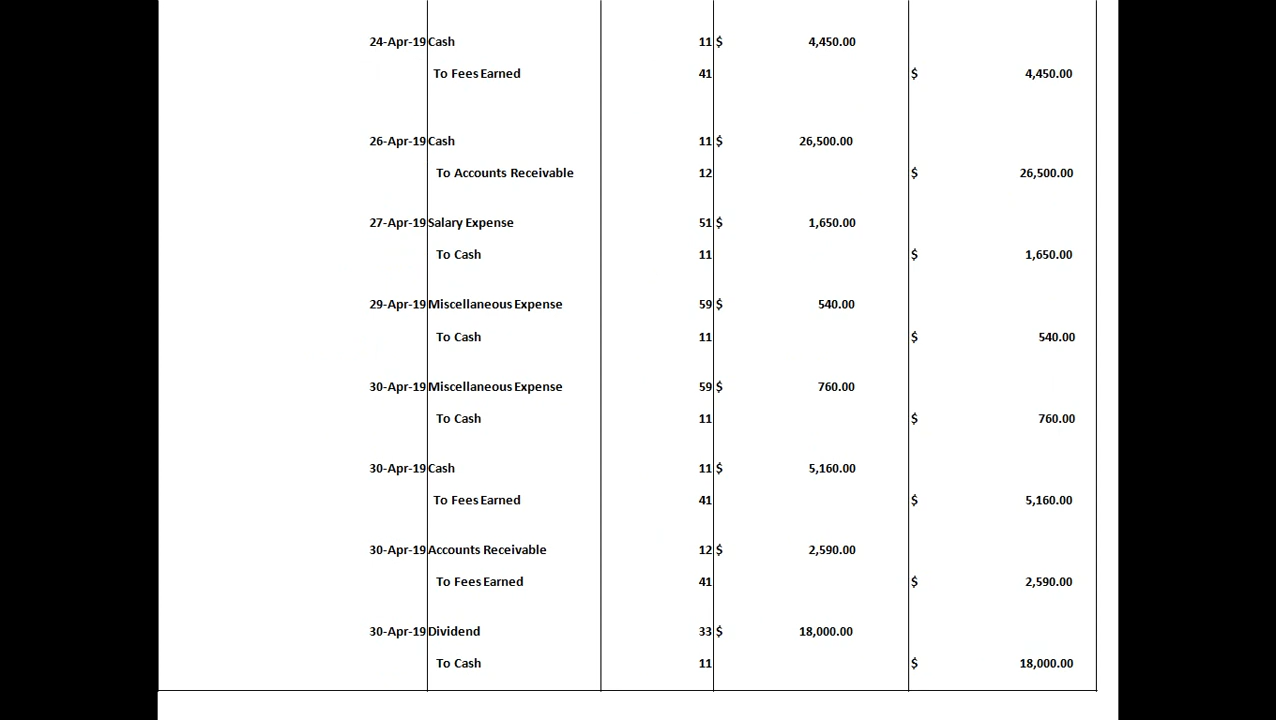 24-Apr-19 Cash 11 $ 4,450.00
To Fees Earned 41 $ 4,450.00
26-Apr-19 Cash 11 $ 26,500.00
To Accounts Receivable 12 $ 26,500.00
27-Apr-19 Salary Expense 51 $ 1,650.00
To Cash 11 $ 1,650.00
29-Apr-19 Miscellaneous Expense 59 $ 540.00
To Cash 11 $ 540.00
30-Apr-19 Miscellaneous Expense 59 $ 760.00
To Cash 11 $ 760.00
30-Apr-19 Cash 11 $ 5,160.00
To Fees Earned 41 $ 5,160.00
30-Apr-19 Accounts Receivable 12 $ 2,590.00
To Fees Earned 41 $ 2,590.00
30-Apr-19 Dividend 33 $ 18,000.00
To Cash 11 $ 18,000.00